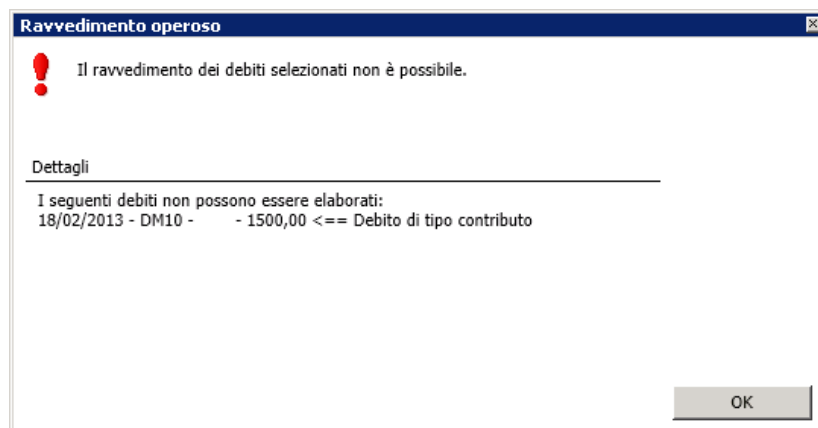 Ravvedimento operoso
Il ravvedimento dei debiti selezionati non è possibile.
Dettagli
I seguenti debiti non possono essere elaborati:
18/02/2013 - DM10 - - 1500,00 <== Debito di tipo contributo
OK